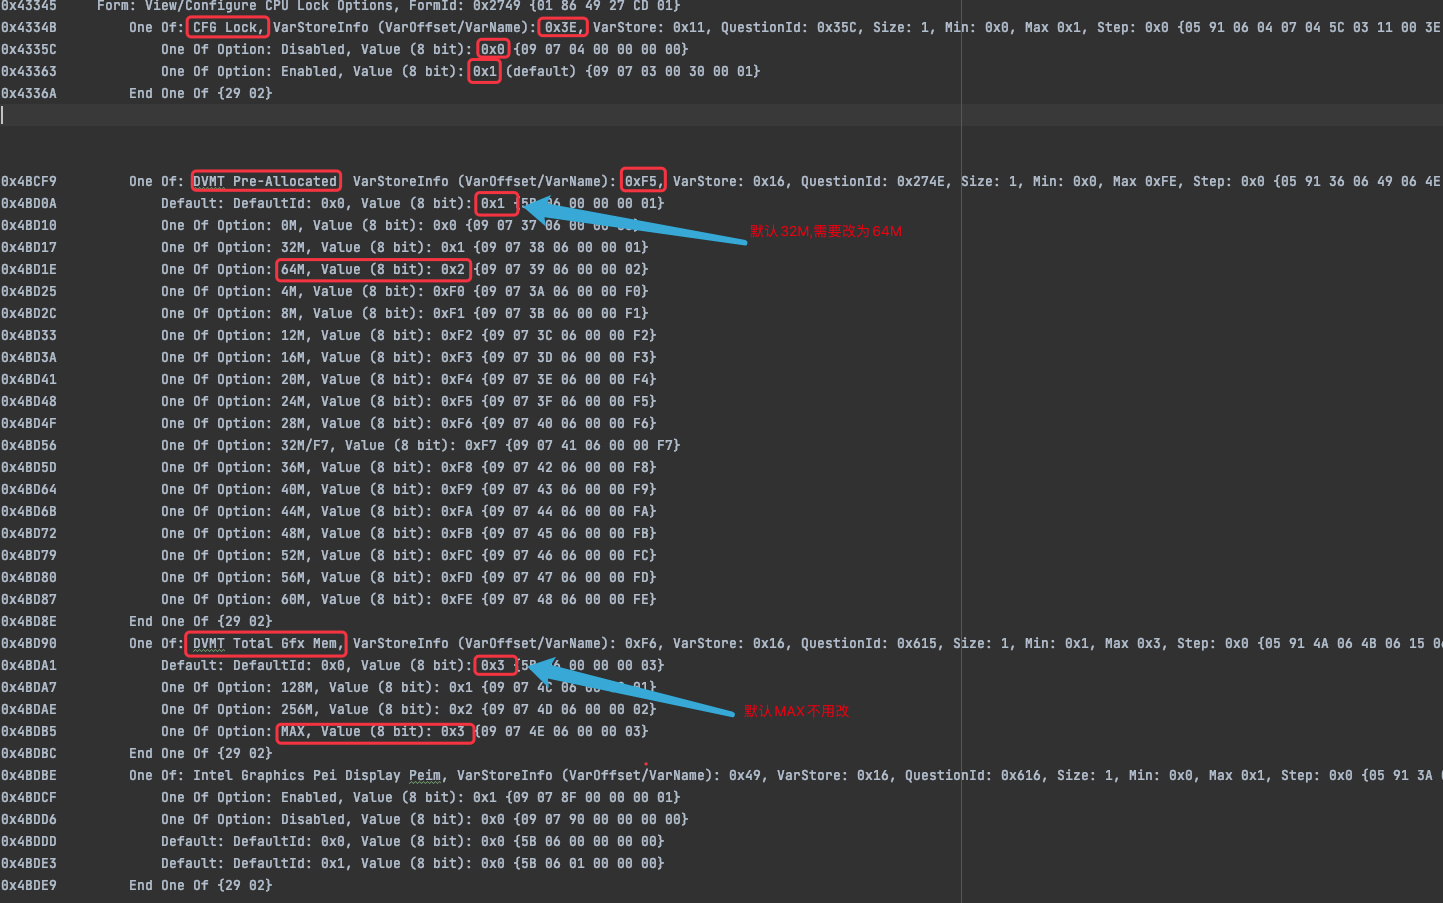 0x43345 Form: View/Configure CPU Lock Options, FormId: 0x2749 {01 86 49 27 CD 01}
0x4334B One Of: CFG Lock, VarStoreInfo (VarOffset/VarName): 0x3E, VarStore: 0x11, QuestionId: 0x35C, Size: 1, Min: 0x0, Max 0x1, Step: 0x0 {05 91 06 04 07 04 5C 03 11 00 3E
0x4335C One Of Option: Disabled, Value (8 bit): 0x0 {09 07 04 00 00 00 00}
0x43363 One Of Option: Enabled, Value (8 bit): 0x1 (default) {09 07 03 00 30 00 01}
0x4336A End One Of {29 02}
0x4BCF9 One Of: DVMT Pre-Allocated VarStoreInfo (VarOffset/VarName): 0xF5, VarStore: 0x16, QuestionId: 0x274E, Size: 1, Min: 0x0, Max 0xFE, Step: 0x0 {05 91 36 06 49 06 4E
0x4BD0A Default: DefaultId: 0x0, Value (8 bit): 0x1 {5B 06 00 00 00 01}
0x4BD10 One Of Option: 0M, Value (8 bit): 0x0 {09 07 37 06 00 00 00}
默认32M,需要改为64M
0x4BD17 One Of Option: 32M, Value (8 bit): 0x1 {09 07 38 06 00 00 01}
0x4BD1E One Of Option: 64M, Value (8 bit): 0x2 {09 07 39 06 00 00 02}
0x4BD25 One Of Option: 4M, Value (8 bit): 0xF0 {09 07 3A 06 00 00 F0}
0x4BD2C One Of Option: 8M, Value (8 bit): 0xF1 {09 07 3B 06 00 00 F1}
0x4BD33 One Of Option: 12M, Value (8 bit): 0xF2 {09 07 3C 06 00 00 F2}
0x4BD3A One Of Option: 16M, Value (8 bit): 0xF3 {09 07 3D 06 00 00 F3}
0x4BD41 One Of Option: 20M, Value (8 bit): 0xF4 {09 07 3E 06 00 00 F4}
0x4BD48 One Of Option: 24M, Value (8 bit): 0xF5 {09 07 3F 06 00 00 F5}
0x4BD4F One Of Option: 28M, Value (8 bit): 0xF6 {09 07 40 06 00 00 F6}
0x4BD56 One Of Option: 32M/F7, Value (8 bit): 0xF7 {09 07 41 06 00 00 F7}
0x4BD5D One Of Option: 36M, Value (8 bit): 0xF8 {09 07 42 06 00 00 F8}
0x4BD64 One Of Option: 40M, Value (8 bit): 0xF9 {09 07 43 06 00 00 F9}
0x4BD6B One Of Option: 44M, Value (8 bit): 0xFA {09 07 44 06 00 00 FA}
0x4BD72 One Of Option: 48M, Value (8 bit): 0xFB {09 07 45 06 00 00 FB}
0x4BD79 One Of Option: 52M, Value (8 bit): 0xFC {09 07 46 06 00 00 FC}
0x4BD80 One Of Option: 56M, Value (8 bit): 0xFD {09 07 47 06 00 00 FD}
0x4BD87 One Of Option: 60M, Value (8 bit): 0xFE {09 07 48 06 00 00 FE}
0x4BD8E End One Of {29 02}
0x4BD90 One Of: DVMT Total Gfx Mem, VarStoreInfo (VarOffset/VarName): 0xF6, VarStore: 0x16, QuestionId: 0x615, Size: 1, Min: 0x1, Max 0x3, Step: 0x0 {05 91 4A 06 4B 06 15 06
0x4BDA1 Default: DefaultId: 0x0, Value (8 bit): 0x3 {5B 06 00 00 00 03}
0x4BDA7 One Of Option: 128M, Value (8 bit): 0x1 {09 07 4C 06 00 00 01}
0x4BDAE One Of Option: 256M, Value (8 bit): 0x2 {09 07 4D 06 00 00 02}
默认MAX不用改
0x4BDB5 One Of Option: MAX, Value (8 bit): 0x3 {09 07 4E 06 00 00 03}
0x4BDBC End One Of {29 02}
0x4BDBE One Of: Intel Graphics Pei Display Peim, VarStoreInfo (VarOffset/VarName): 0x49, VarStore: 0x16, QuestionId: 0x616, Size: 1, Min: 0x0, Max 0x1, Step: 0x0 {05 91 3A
0x4BDCF One Of Option: Enabled, Value (8 bit): 0x1 {09 07 8F 00 00 00 01}
0x4BDD6 One Of Option: Disabled, Value (8 bit): 0x0 {09 07 90 00 00 00 00}
0x4BDDD Default: DefaultId: 0x0, Value (8 bit): 0x0 {5B 06 00 00 00 00}
0x4BDE3 Default: DefaultId: 0x1, Value (8 bit): 0x0 {5B 06 01 00 00 00}
0x4BDE9 End One Of {29 02}